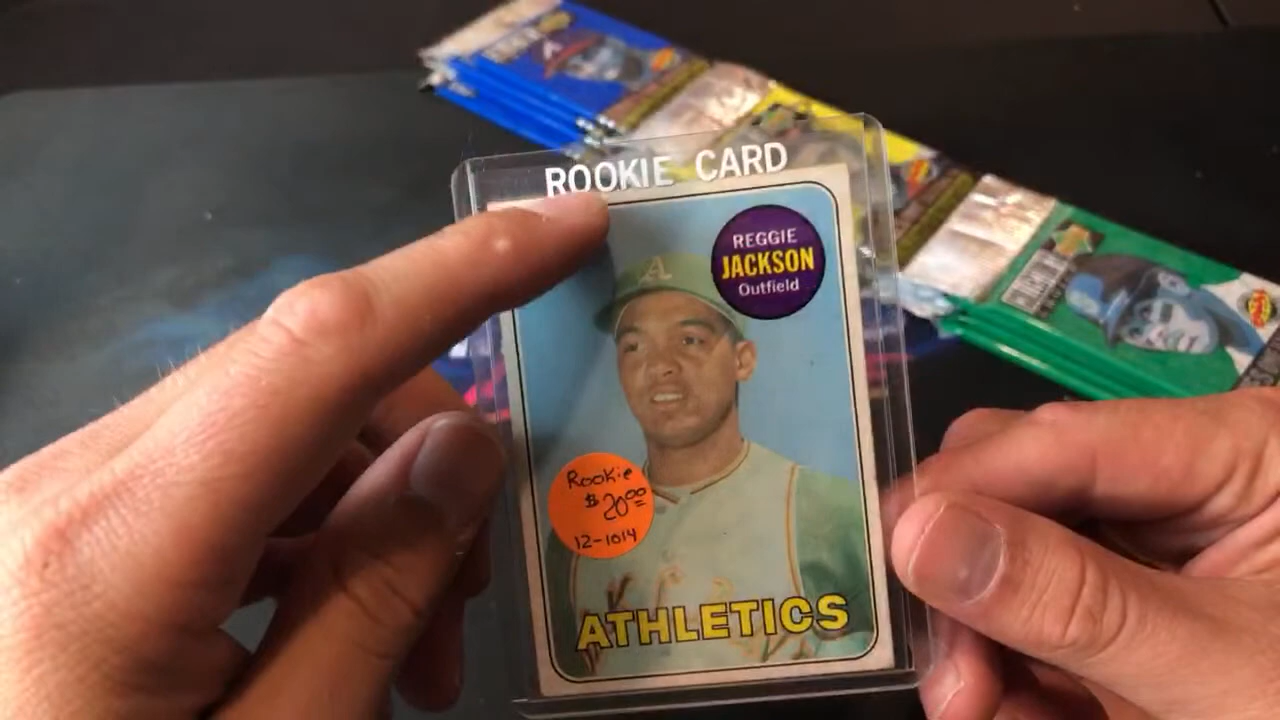 ROOKIE CARD
REGGIE
JACKSON
Outfield
Rookie
$2000
12-1014
ATHLETICS